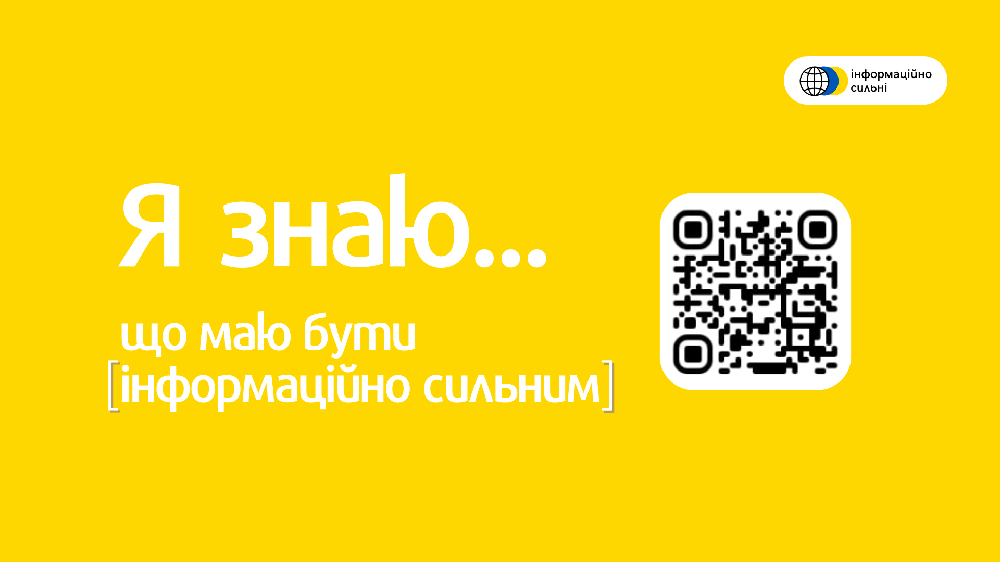 інформаційно
сильні
Я знаю...
що маю бути
[інформаційно сильним]